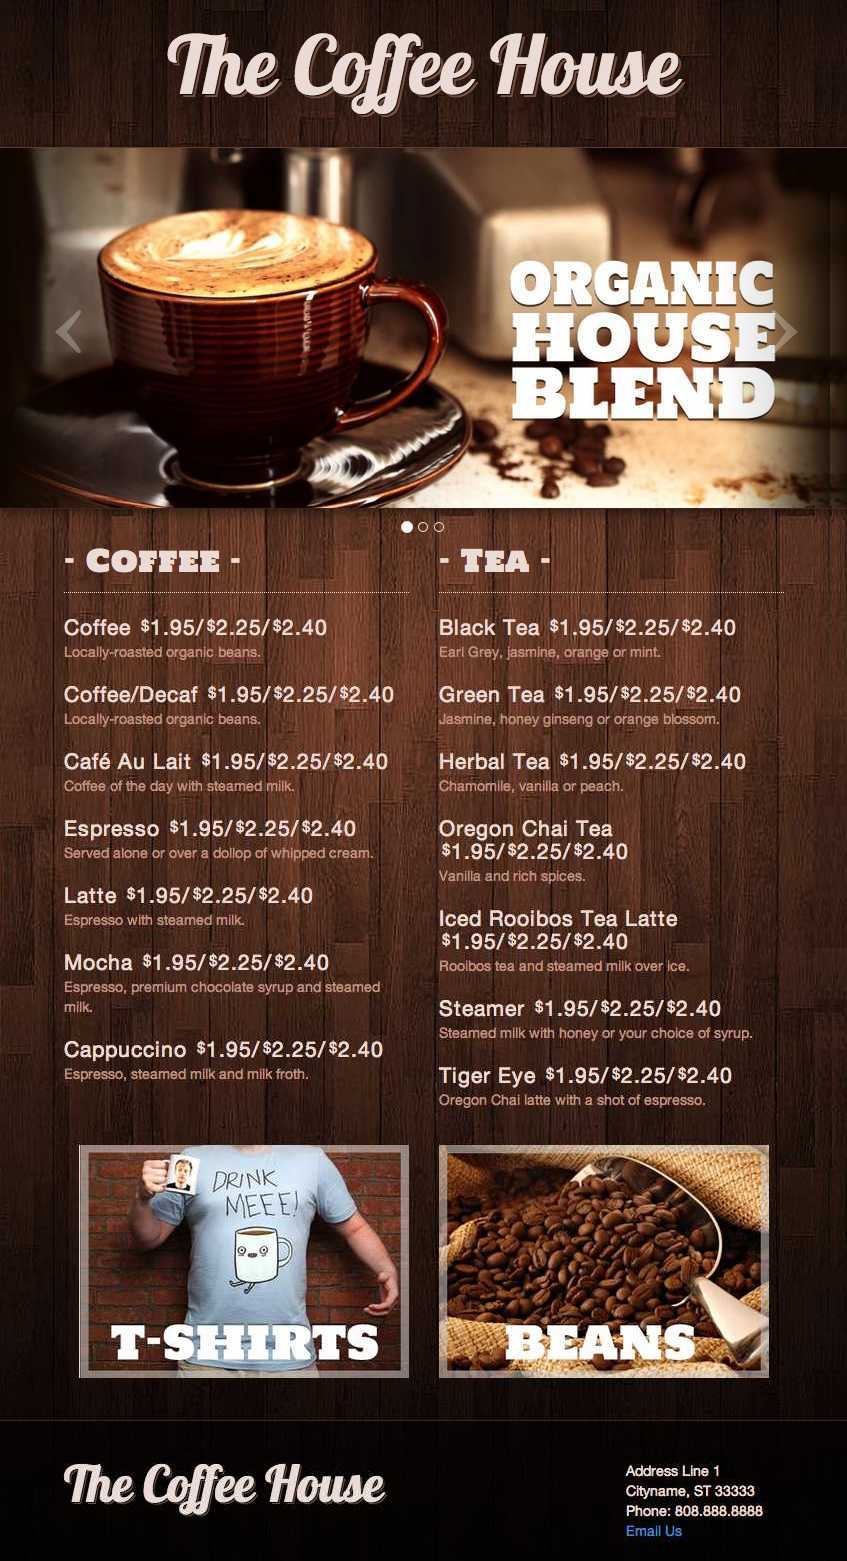 The Coffee House
ORGANIC
HOUSE
BLEND
- Coffee -
Coffee $1.95/$2.25/$2.40
Locally-roasted organic beans.
Coffee/Decaf $1.95/$2.25/$2.40
Locally-roasted organic beans.
Café Au Lait $1.95/$2.25/$2.40
Coffee of the day with steamed milk.
Espresso $1.95/$2.25/$2.40
Served alone or over a dollop of whipped cream.
Latte $1.95/$2.25/$2.40
Espresso with steamed milk.
Mocha $1.95/$2.25/$2.40
Espresso, premium chocolate syrup and steamed
milk.
Cappuccino $1.95/$2.25/$2.40
Espresso, steamed milk and milk froth.
- Tea -
Black Tea $1.95/$2.25/$2.40
Earl Grey, jasmine, orange or mint.
Green Tea $1.95/$2.25/$2.40
Jasmine, honey ginseng or orange blossom.
Herbal Tea $1.95/$2.25/$2.40
Chamomile, vanilla or peach.
Oregon Chai Tea
$1.95/$2.25/$2.40
Vanilla and rich spices.
Iced Rooibos Tea Latte
$1.95/$2.25/$2.40
Rooibos tea and steamed milk over ice.
Steamer $1.95/$2.25/$2.40
Steamed milk with honey or your choice of syrup.
Tiger Eye $1.95/$2.25/$2.40
Oregon Chai latte with a shot of espresso.
DRINK
MEEE!
T-SHIRTS
BEANS
The Coffee House
Address Line 1
Cityname, ST 33333
Phone: 808.888.8888
Email Us